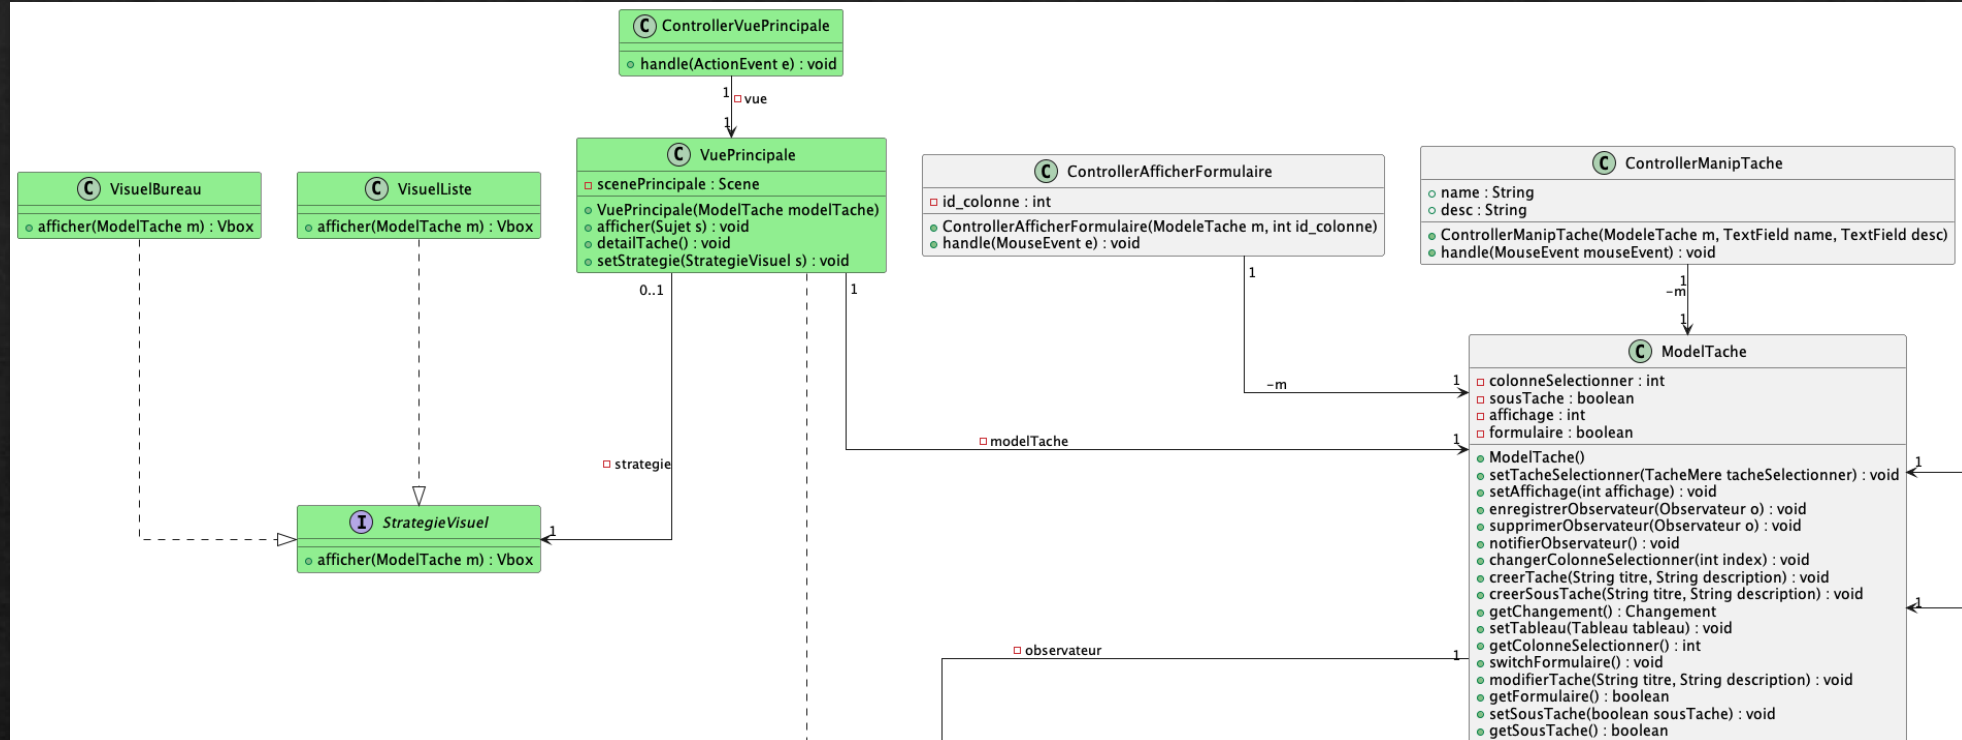 C ControllerVuePrincipale
handle(ActionEvent e) : void
1
vue
1
C VuePrincipale
scenePrincipale : Scene
VuePrincipale(ModelTache modelTache)
afficher(Sujet s) : void
detailTache() : void
setStrategie(StrategieVisuel s) : void
C VisuelBureau
afficher(ModelTache m) : Vbox
C VisuelListe
afficher(ModelTache m) : Vbox
C ControllerAfficherFormulaire
id_colonne : int
ControllerAfficherFormulaire(ModeleTache m, int id_colonne)
handle(MouseEvent e) : void
C ControllerManipTache
name : String
desc : String
ControllerManipTache(ModeleTache m, TextField name, TextField desc)
handle(MouseEvent mouseEvent) : void
0..1
1
1
1
-m
1
-m
1
modelTache
1
strategie
1
I StrategieVisuel
afficher(ModelTache m) : Vbox
C ModelTache
colonneSelectionner : int
sousTache : boolean
affichage : int
formulaire : boolean
ModelTache()
setTacheSelectionner(TacheMere tacheSelectionner) : void
setAffichage(int affichage) : void
enregistrerObservateur(Observateur o) : void
supprimerObservateur(Observateur o) : void
notifierObservateur() : void
changerColonneSelectionner(int index) : void
creerTache(String titre, String description) : void
creerSousTache(String titre, String description) : void
getChangement() : Changement
setTableau(Tableau tableau) : void
getColonneSelectionner() : int
switchFormulaire() : void
modifierTache(String titre, String description) : void
getFormulaire() : boolean
setSousTache(boolean sousTache) : void
getSousTache() : boolean
1
1
observateur
1